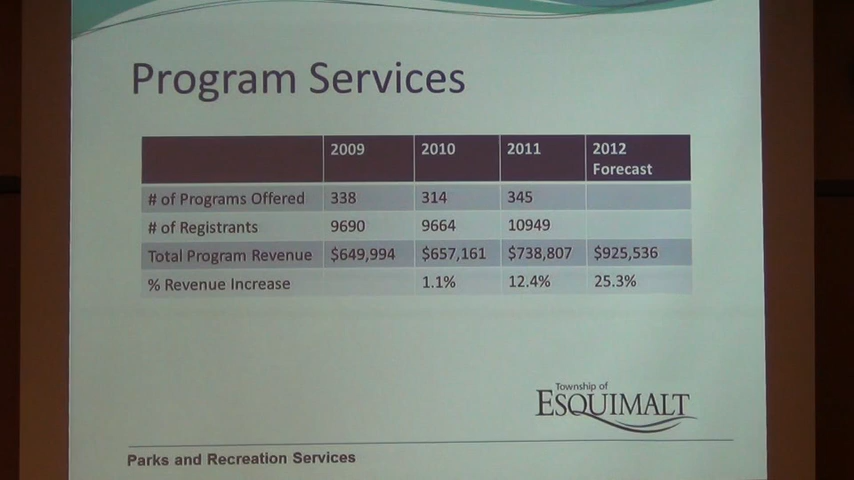 Program Services
2009 2010 2011 2012 Forecast
# of Programs Offered 338 314 345
# of Registrants 9690 9664 10949
Total Program Revenue $649,994 $657,161 $738,807 $925,536
% Revenue Increase 1.1% 12.4% 25.3%
Township of
ESQUIMALT
Parks and Recreation Services